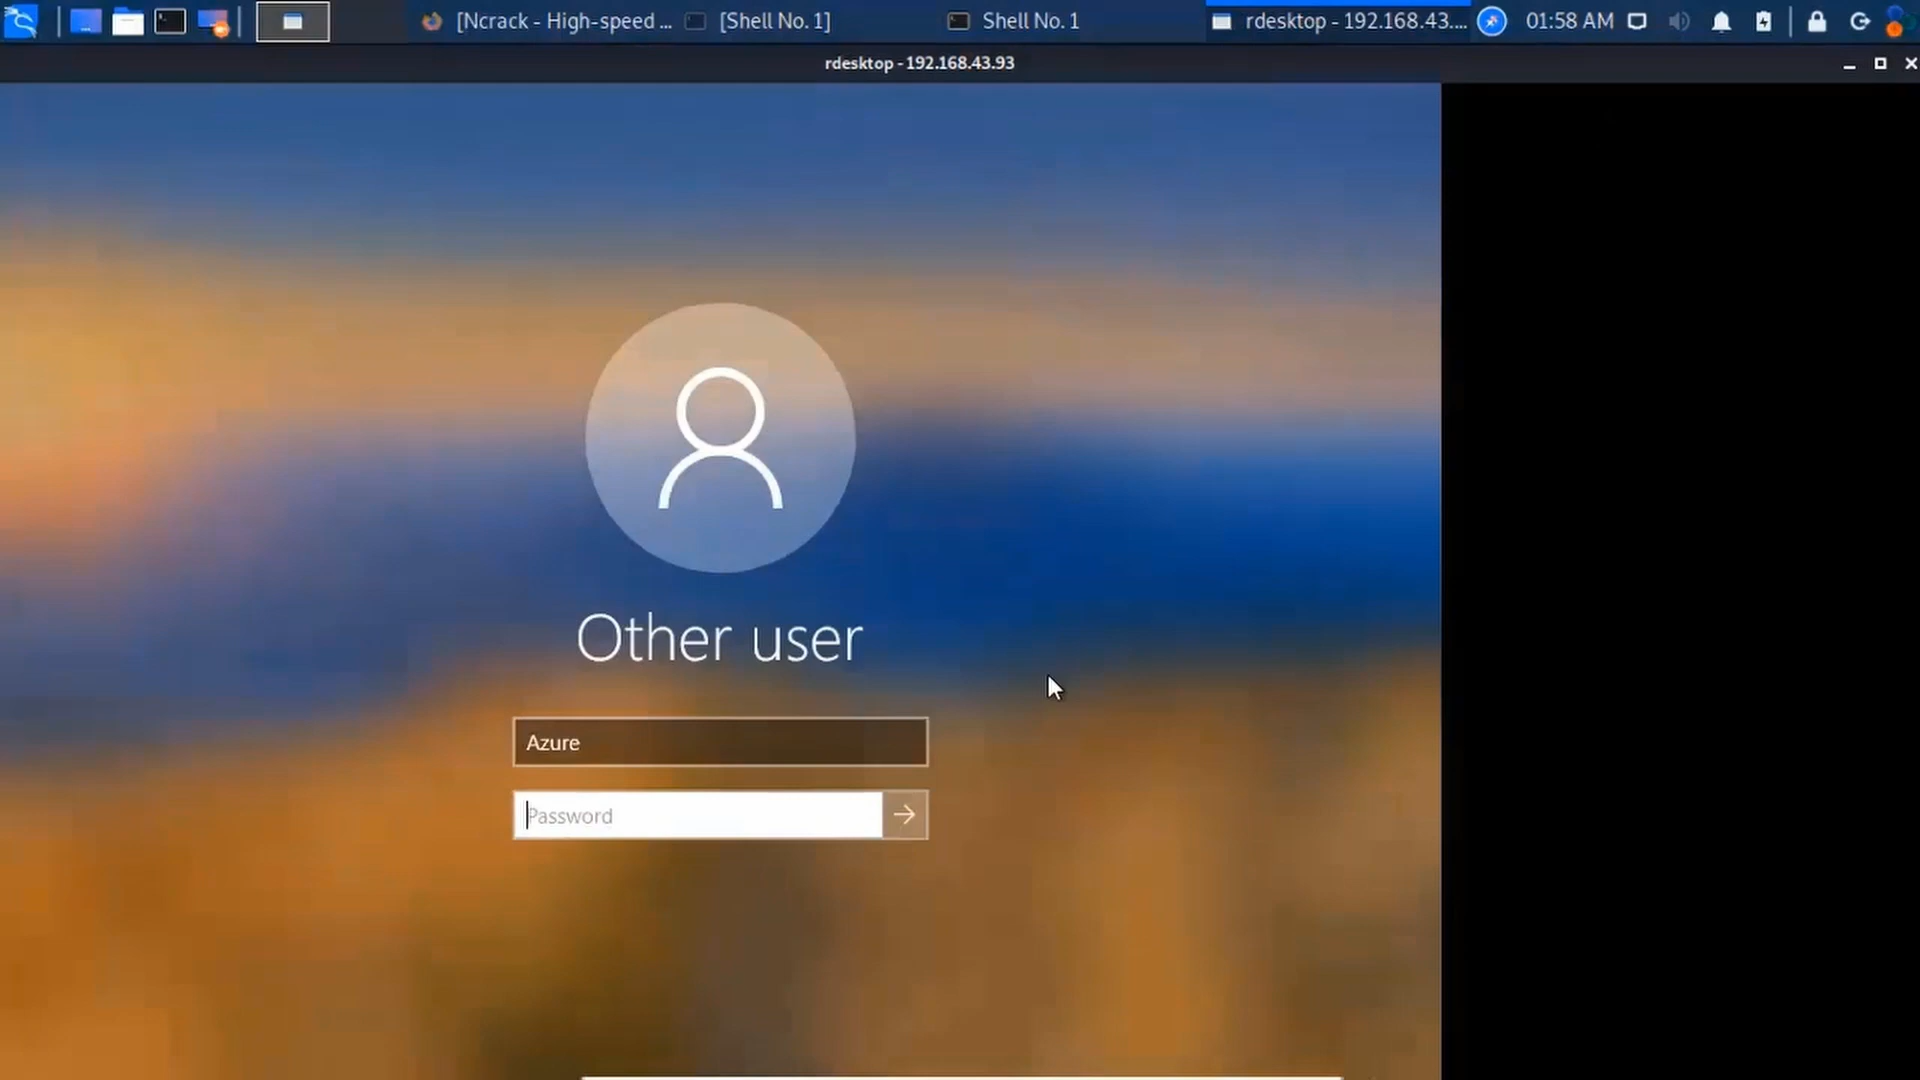 [Ncrack - High-speed ...
[Shell No. 1]
Shell No. 1
rdesktop - 192.168.43....
01:58 AM
rdesktop - 192.168.43.93
Other user
Azure
Password